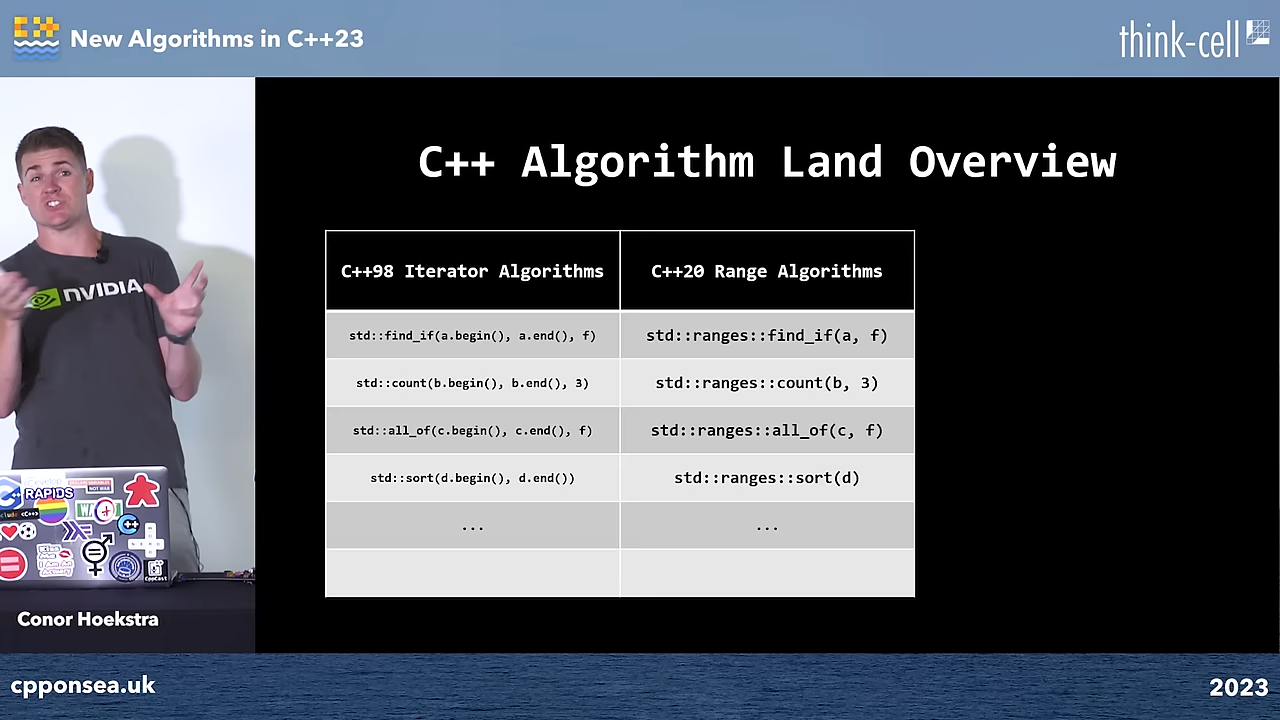 New Algorithms in C++23
think-cell
C++ Algorithm Land Overview
C++98 Iterator Algorithms
C++20 Range Algorithms
std::find_if(a.begin(), a.end(), f)
std::ranges::find_if(a, f)
std::count(b.begin(), b.end(), 3)
std::ranges::count(b, 3)
std::all_of(c.begin(), c.end(), f)
std::ranges::all_of(c, f)
std::sort(d.begin(), d.end())
std::ranges::sort(d)
...
...
NVIDIA
RAPIDS
C++
CppCast
Conor Hoekstra
cpponsea.uk
2023